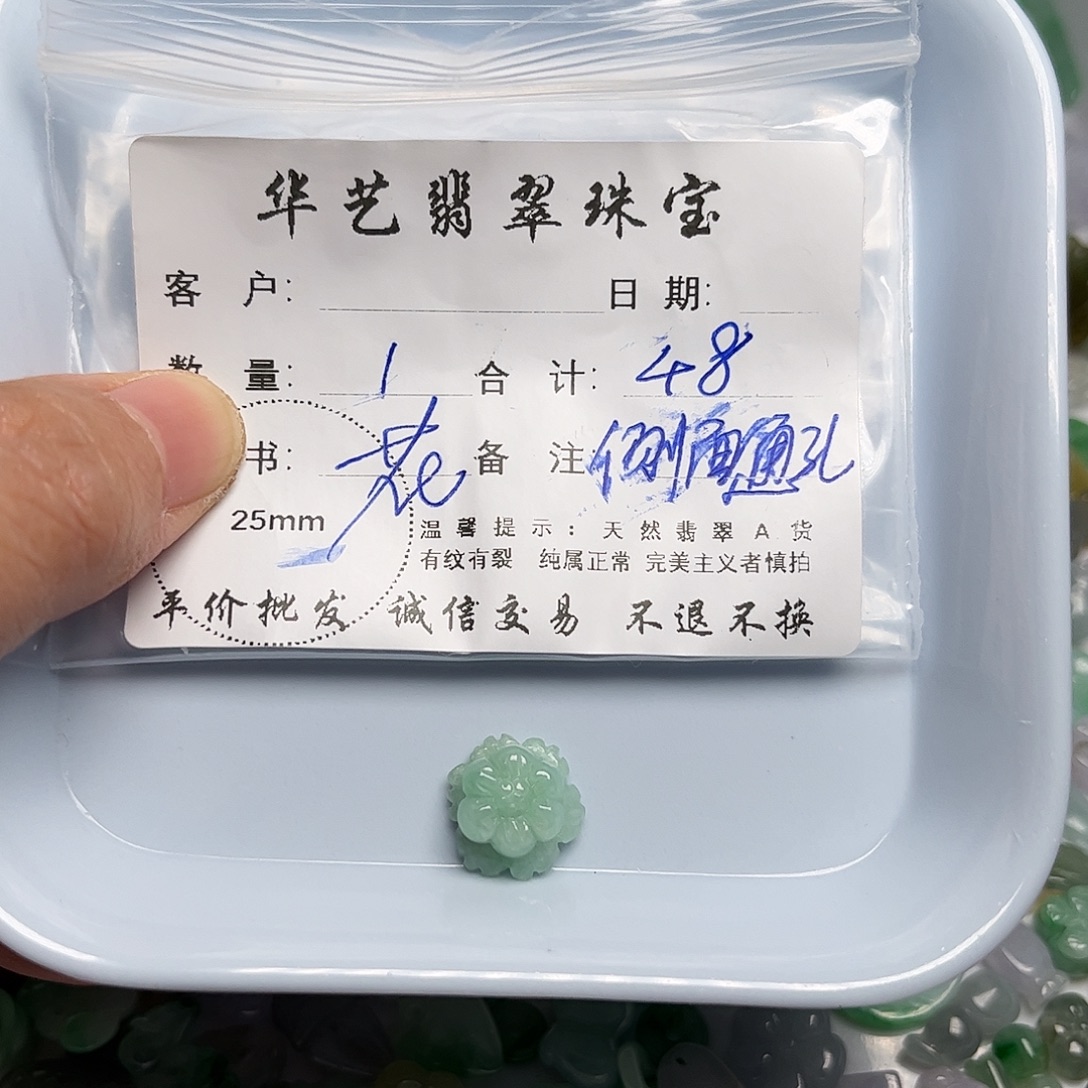 华艺翡翠珠宝
客 户: 日 期:
数 量: 1 合 计: 48
书: 花 备 注 侧面通孔
25mm
温馨提示: 天然翡翠A货
有纹有裂 纯属正常 完美主义者慎拍
平价批发 诚信交易 不退不换